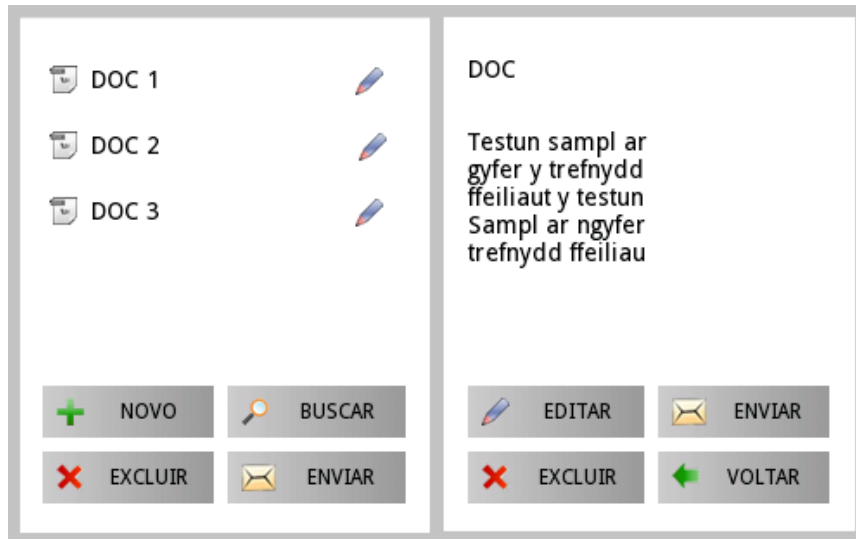 DOC 1
DOC 2
DOC 3
NOVO
BUSCAR
EXCLUIR
ENVIAR
DOC
Testun sampl ar
gyfer y trefnydd
ffeiliaut y testun
Sampl ar ngyfer
trefnydd ffeiliau
EDITAR
ENVIAR
EXCLUIR
VOLTAR